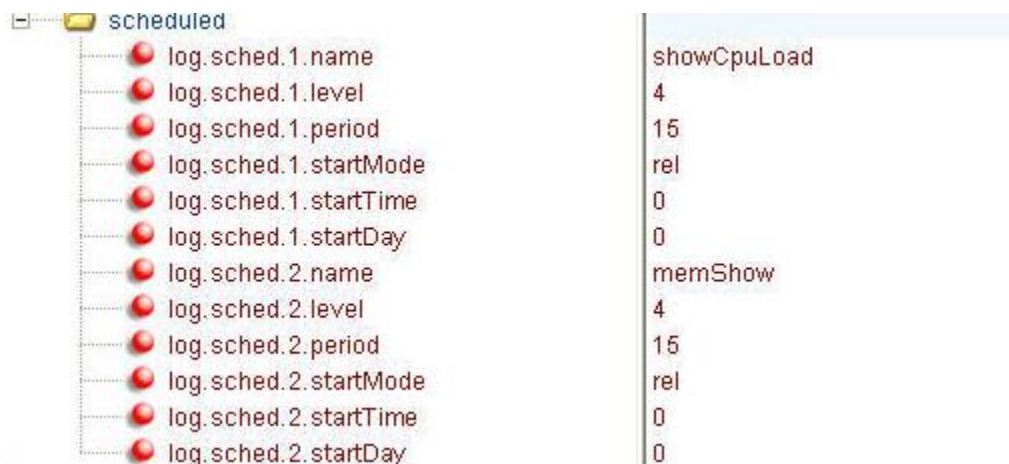 scheduled
log.sched.1.name showCpuLoad
log.sched.1.level 4
log.sched.1.period 15
log.sched.1.startMode rel
log.sched.1.startTime 0
log.sched.1.startDay 0
log.sched.2.name memShow
log.sched.2.level 4
log.sched.2.period 15
log.sched.2.startMode rel
log.sched.2.startTime 0
log.sched.2.startDay 0